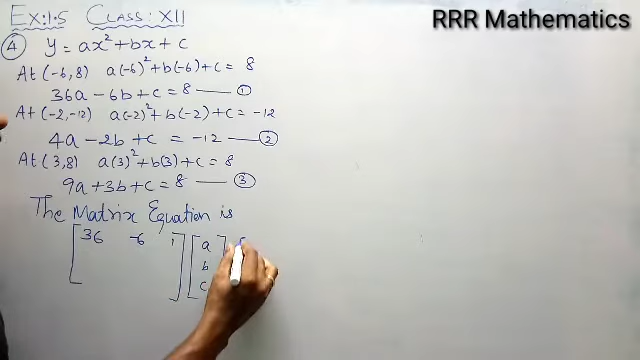 Ex:1.5 Class: XII
RRR Mathematics
④ y = ax² + bx + c
At (-6, 8) a(-6)² + b(-6) + c = 8
36a - 6b + c = 8 —— ①
At (-2, -12) a(-2)² + b(-2) + c = -12
4a - 2b + c = -12 —— ②
At (3, 8) a(3)² + b(3) + c = 8
9a + 3b + c = 8 —— ③
The Matrix Equation is
[36 -6 1] [a
b
c]